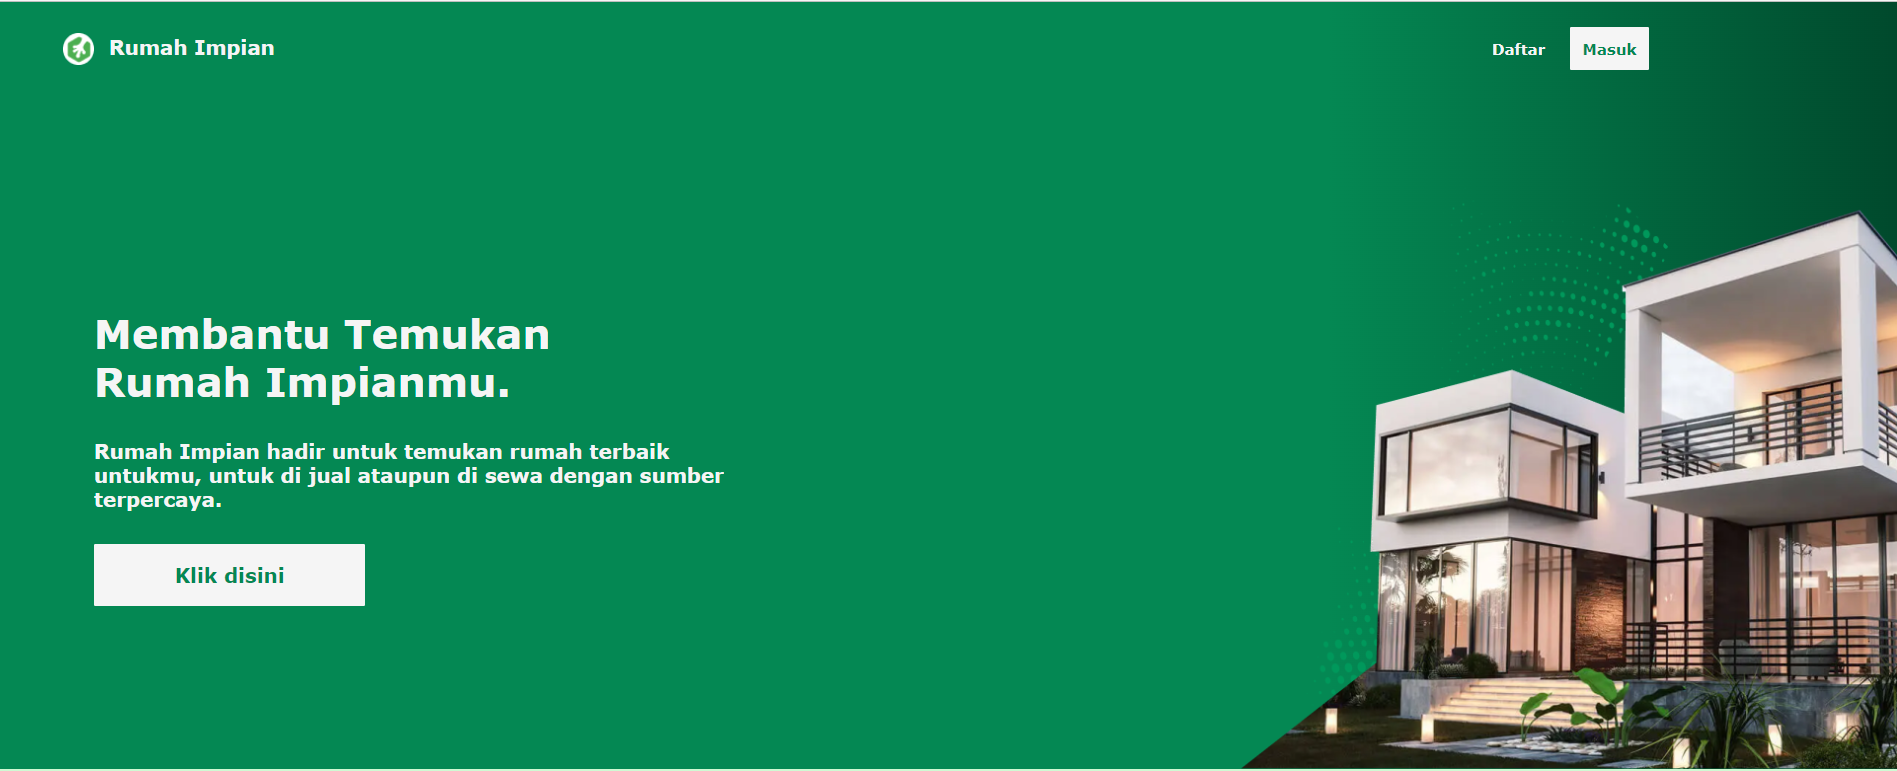 Rumah Impian
Daftar
Masuk
Membantu Temukan
Rumah Impianmu.
Rumah Impian hadir untuk temukan rumah terbaik
untukmu, untuk di jual ataupun di sewa dengan sumber
terpercaya.
Klik disini